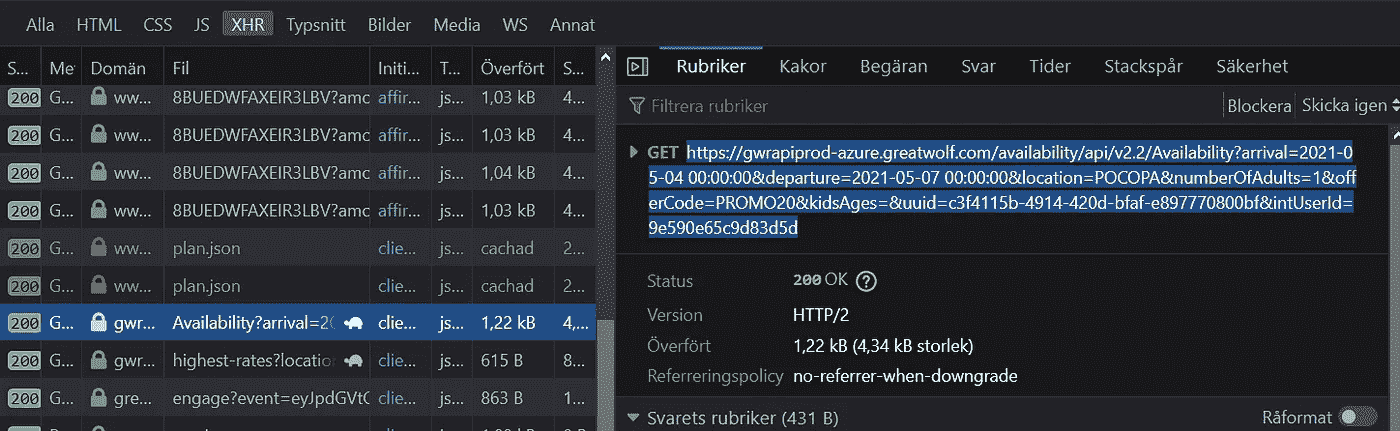 Alla HTML CSS JS XHR Typsnitt Bilder Media WS Annat
S... Me Domän Fil Initi... T... Överfört S...
200 G... ww... 8BUEDWFAXEIR3LBV?amc affir... js... 1,03 kB 4...
200 G... ww... 8BUEDWFAXEIR3LBV?amc affir... js... 1,03 kB 4...
200 G... ww... 8BUEDWFAXEIR3LBV?amc affir... js... 1,04 kB 4...
200 G... ww... 8BUEDWFAXEIR3LBV?amc affir... js... 1,03 kB 4...
200 G... ww... plan.json clie... js... cachad 2...
200 G... ww... plan.json clie... js... cachad 2...
200 G... gwr... Availability?arrival=2( clie... js... 1,22 kB 4,...
200 G... gwr... highest-rates?locatio clie... js... 615 B 8...
200 G... gre... engage?event=eyJpdGVtC clie... js... 863 B 1...
Rubriker Kakor Begäran Svar Tider Stackspår Säkerhet
Filtrera rubriker Blockera Skicka igen
GET https://gwrapiprod-azure.greatwolf.com/availability/api/v2.2/Availability?arrival=2021-0
5-04 00:00:00&departure=2021-05-07 00:00:00&location=POCOPA&numberOfAdults=1&off
erCode=PROMO20&kidsAges=&uuid=c3f4115b-4914-420d-bfaf-e897770800bf&intUserId=
9e590e65c9d83d5d
Status 200 OK
Version HTTP/2
Överfört 1,22 kB (4,34 kB storlek)
Referreringspolicy no-referrer-when-downgrade
Svarets rubriker (431 B) Råformat